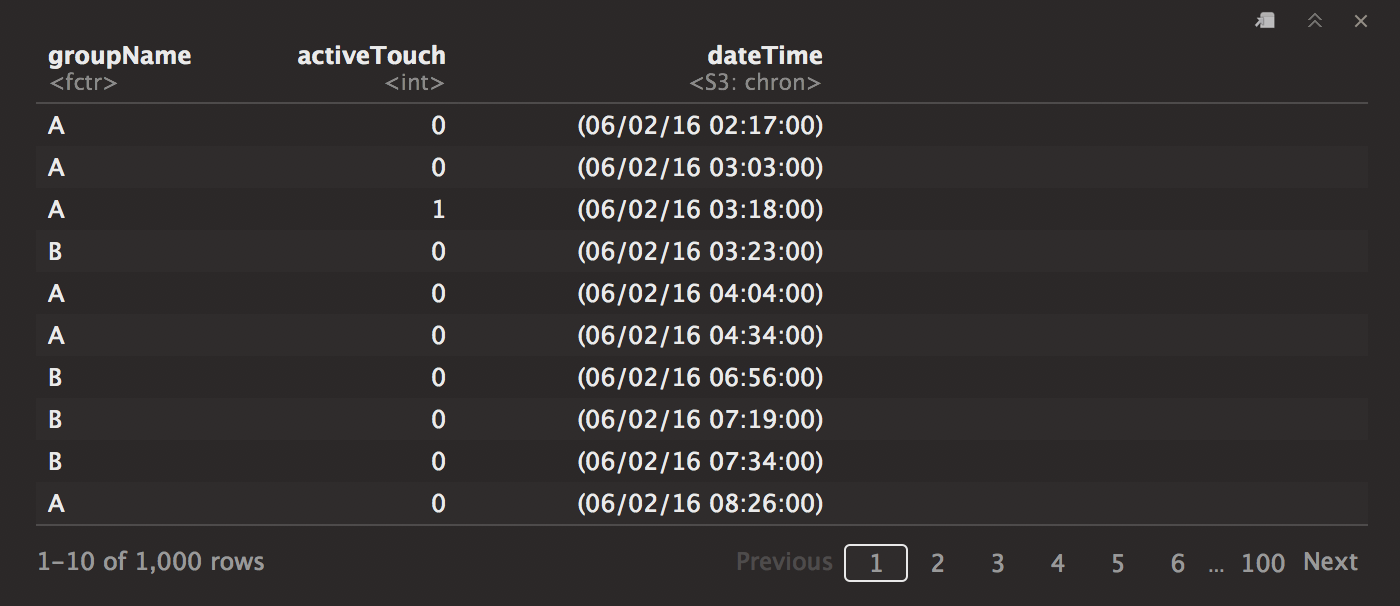 groupName activeTouch dateTime
<fctr> <int> <S3: chron>
A 0 (06/02/16 02:17:00)
A 0 (06/02/16 03:03:00)
A 1 (06/02/16 03:18:00)
B 0 (06/02/16 03:23:00)
A 0 (06/02/16 04:04:00)
A 0 (06/02/16 04:34:00)
B 0 (06/02/16 06:56:00)
B 0 (06/02/16 07:19:00)
B 0 (06/02/16 07:34:00)
A 0 (06/02/16 08:26:00)
1–10 of 1,000 rows Previous 1 2 3 4 5 6 ... 100 Next